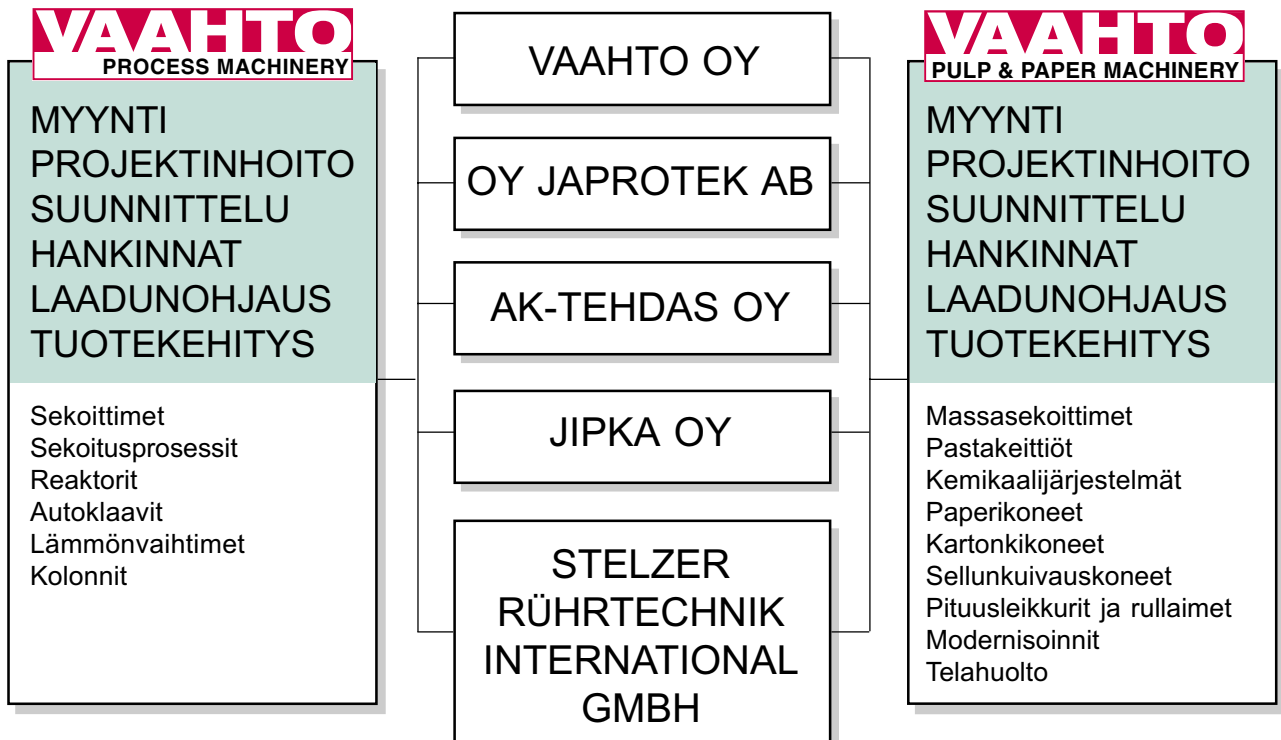 VAAHTO
PROCESS MACHINERY
MYYNTI
PROJEKTINHOITO
SUUNNITTELU
HANKINNAT
LAADUNOHJAUS
TUOTEKEHITYS
Sekoittimet
Sekoitusprosessit
Reaktorit
Autoklaavit
Lämmönvaihtimet
Kolonnit
VAAHTO OY
OY JAPROTEK AB
AK-TEHDAS OY
JIPKA OY
STELZER
RÜHRTECHNIK
INTERNATIONAL
GMBH
VAAHTO
PULP & PAPER MACHINERY
MYYNTI
PROJEKTINHOITO
SUUNNITTELU
HANKINNAT
LAADUNOHJAUS
TUOTEKEHITYS
Massasekoittimet
Pastakeittiöt
Kemikaalijärjestelmät
Paperikoneet
Kartonkikoneet
Sellunkuivauskoneet
Pituusleikkurit ja rullaimet
Modernisoinnit
Telahuolto